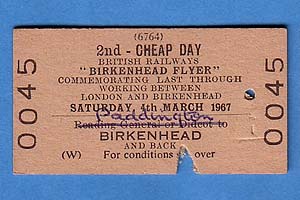 (6764)
2nd - CHEAP DAY
BRITISH RAILWAYS
"BIRKENHEAD FLYER"
COMMEMORATING LAST THROUGH
WORKING BETWEEN
LONDON AND BIRKENHEAD
SATURDAY, 4th MARCH 1967
Paddington
Reading General or Didcot to
BIRKENHEAD
AND BACK
(W) For conditions see over
0045
0045